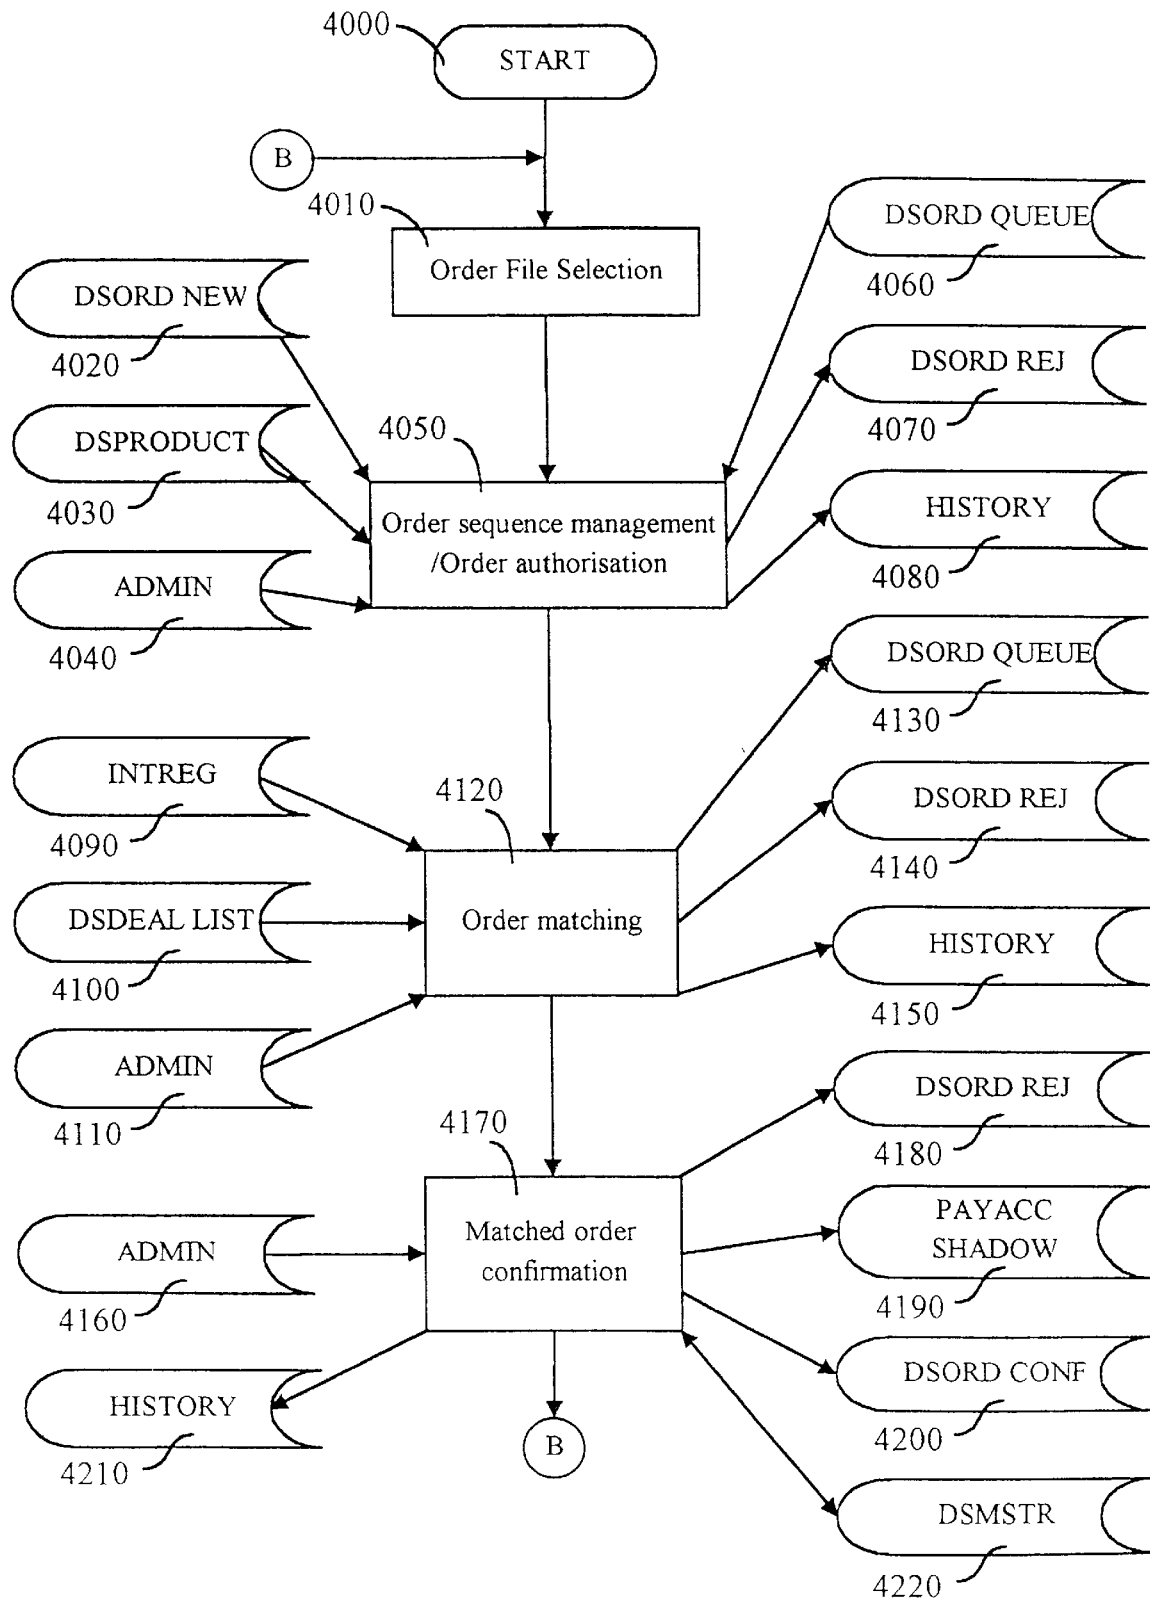 4000
START
B
4010
Order File Selection
DSORD QUEUE
4060
DSORD NEW
4020
DSORD REJ
4070
DSPRODUCT
4030
4050
Order sequence management
/Order authorisation
HISTORY
4080
ADMIN
4040
DSORD QUEUE
4130
INTREG
4090
4120
Order matching
DSORD REJ
4140
DSDEAL LIST
4100
HISTORY
4150
ADMIN
4110
DSORD REJ
4180
4170
Matched order
confirmation
PAYACC
SHADOW
4190
ADMIN
4160
DSORD CONF
4200
HISTORY
4210
B
DSMSTR
4220